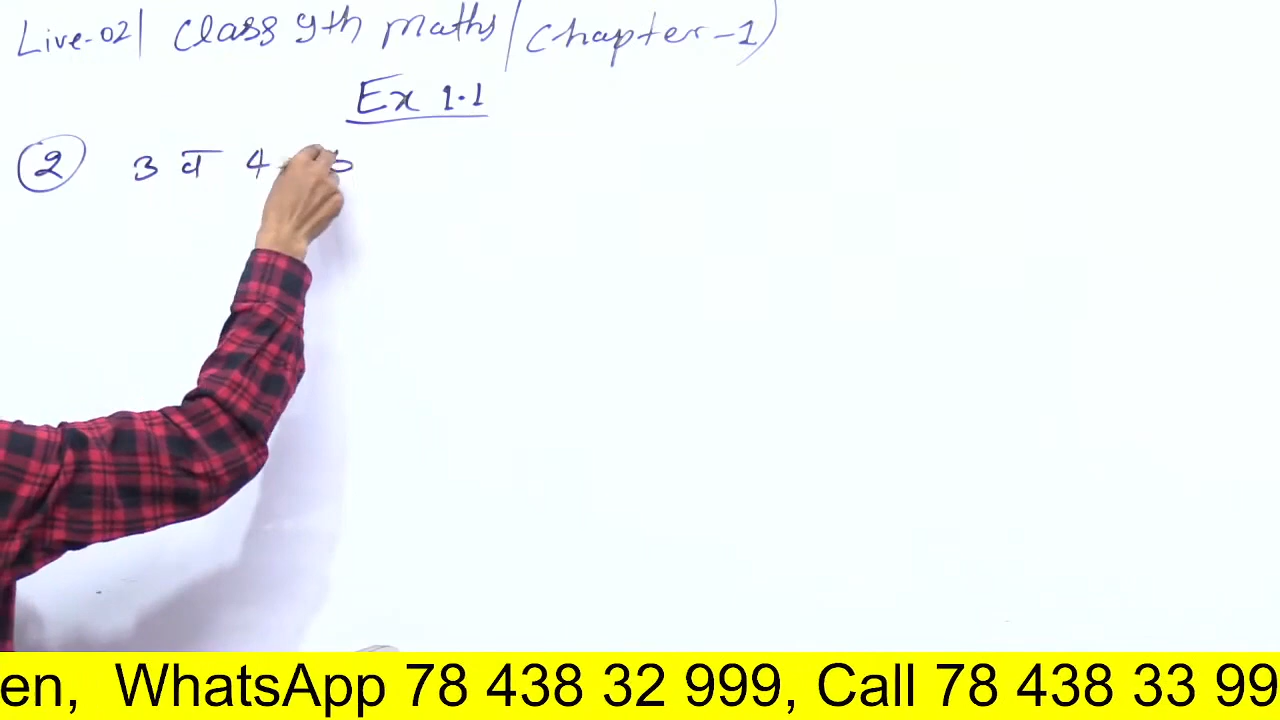 Live-02| Class 9th Maths/(Chapter-1)
Ex 1.1
2 3 व 4
en, WhatsApp 78 438 32 999, Call 78 438 33 99